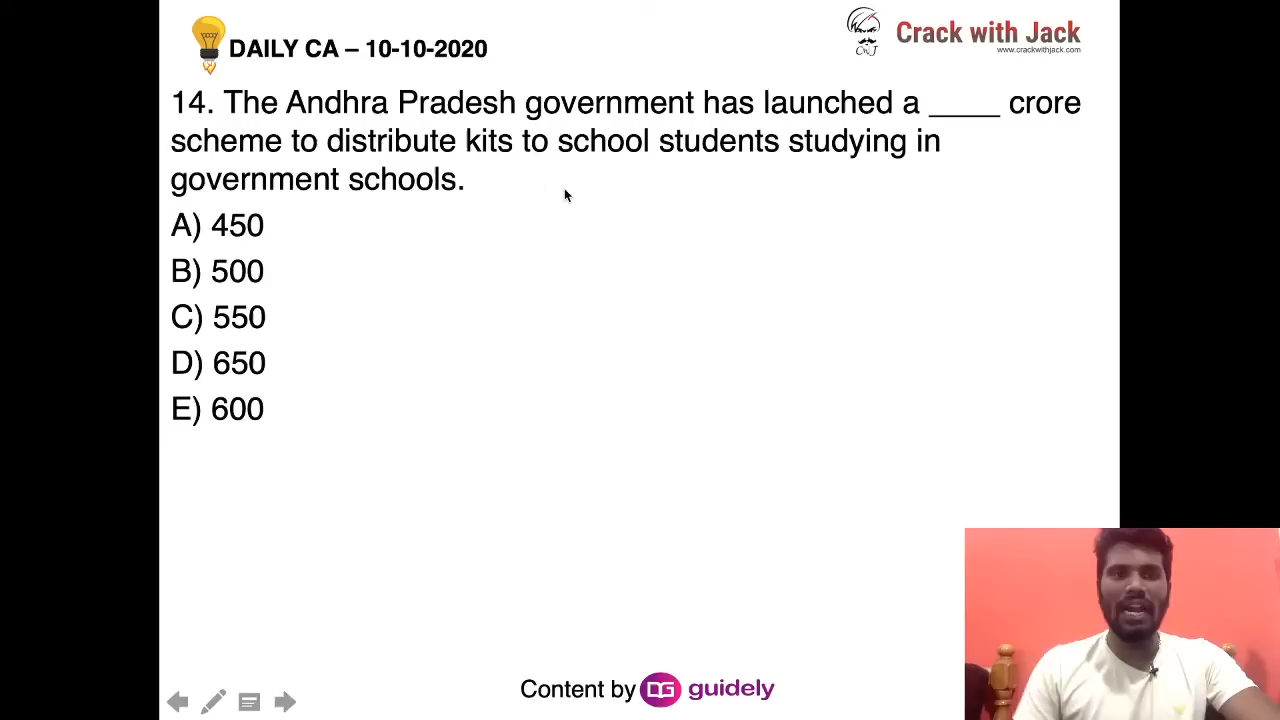 DAILY CA – 10-10-2020
Crack with Jack
www.crackwithjack.com
CwJ
14. The Andhra Pradesh government has launched a ____ crore
scheme to distribute kits to school students studying in
government schools.
A) 450
B) 500
C) 550
D) 650
E) 600
Content by guidely